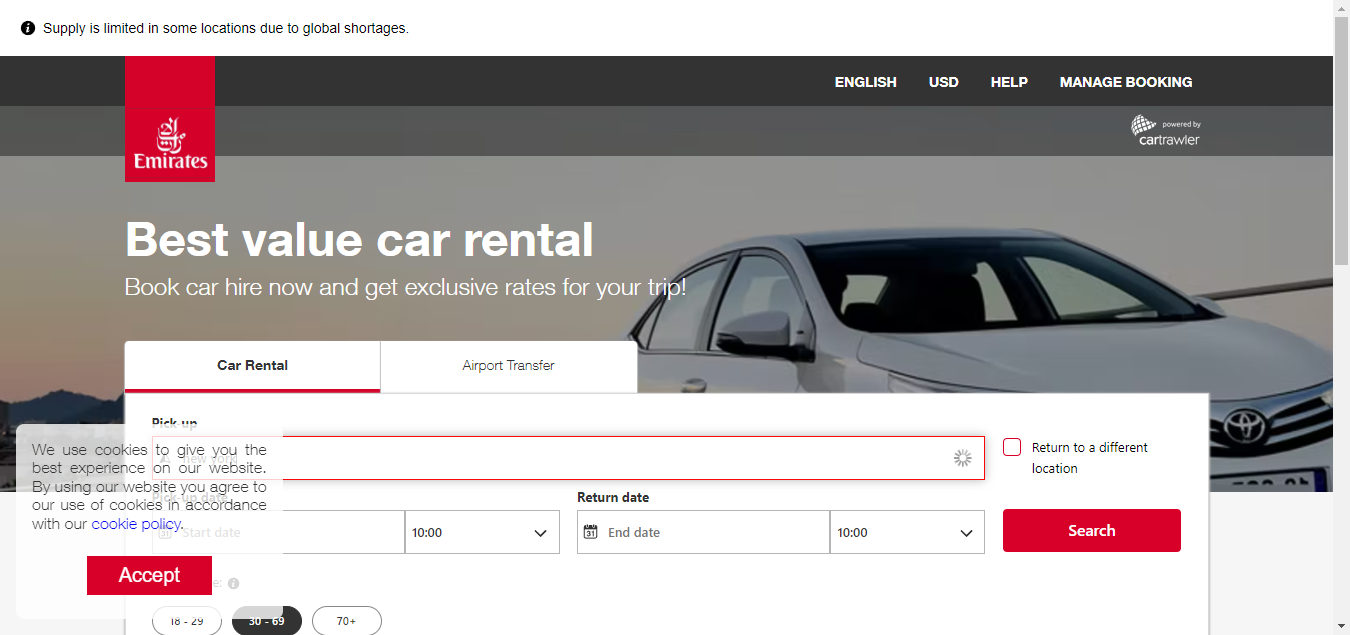 Supply is limited in some locations due to global shortages.
ENGLISH USD HELP MANAGE BOOKING
powered by
cartrawler
Emirates
Best value car rental
Book car hire now and get exclusive rates for your trip!
Car Rental Airport Transfer
Pick-up
new york
Return to a different
location
We use cookies to give you the
best experience on our website.
By using our website you agree to
our use of cookies in accordance
with our cookie policy.
Accept
Pick-up date Return date
31 Start date 10:00 31 End date 10:00
Search
18 - 29 30 - 69 70+